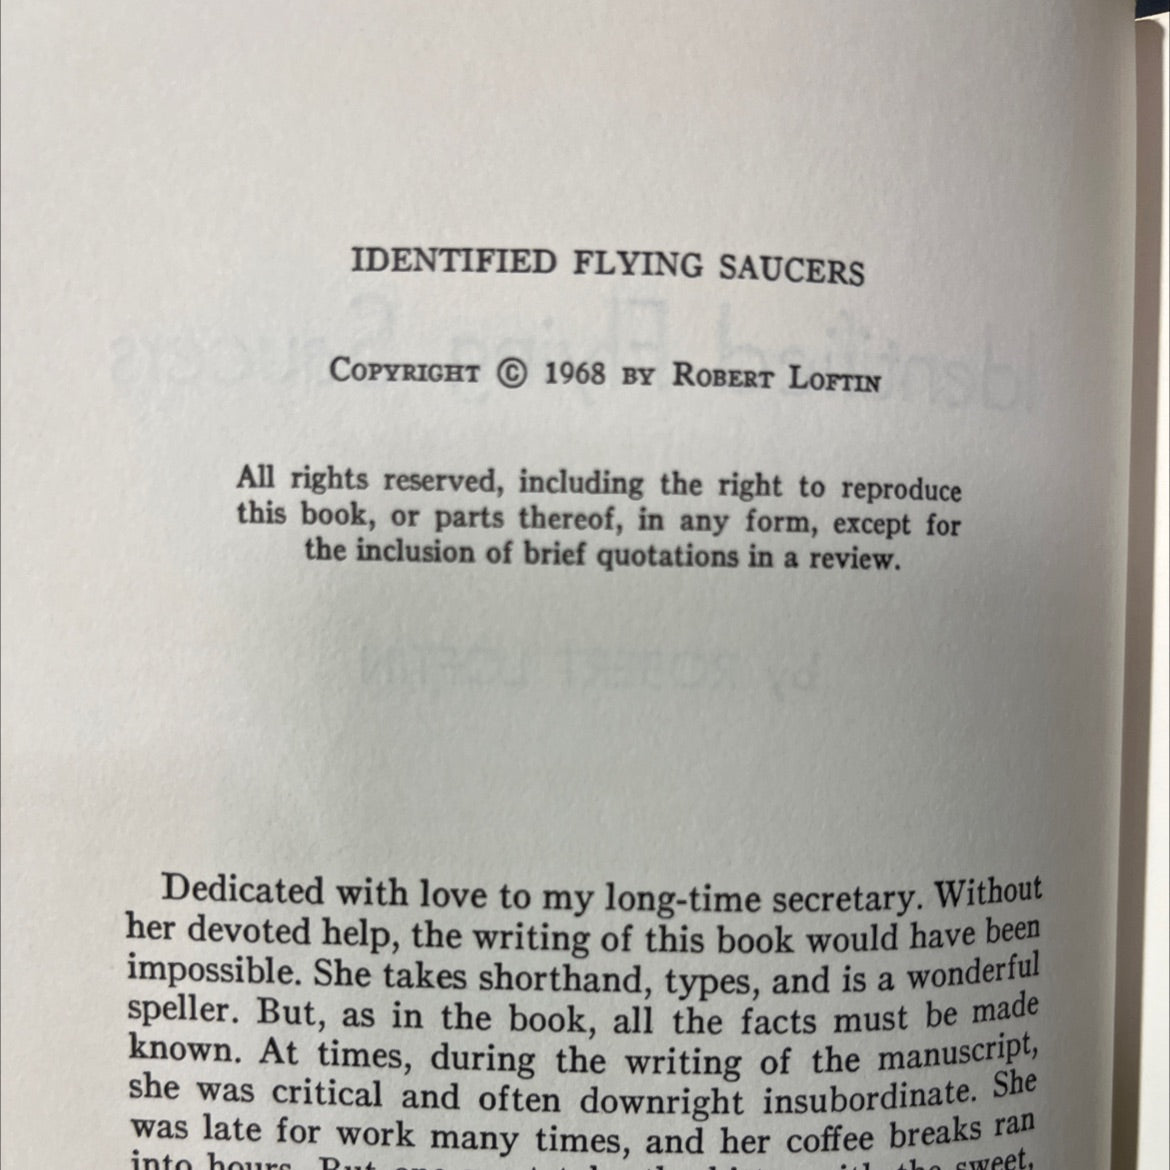 IDENTIFIED FLYING SAUCERS
COPYRIGHT © 1968 BY ROBERT LOFTIN
All rights reserved, including the right to reproduce
this book, or parts thereof, in any form, except for
the inclusion of brief quotations in a review.
Dedicated with love to my long-time secretary. Without
her devoted help, the writing of this book would have been
impossible. She takes shorthand, types, and is a wonderful
speller. But, as in the book, all the facts must be made
known. At times, during the writing of the manuscript,
she was critical and often downright insubordinate. She
was late for work many times, and her coffee breaks ran
into hours. But the sweet,